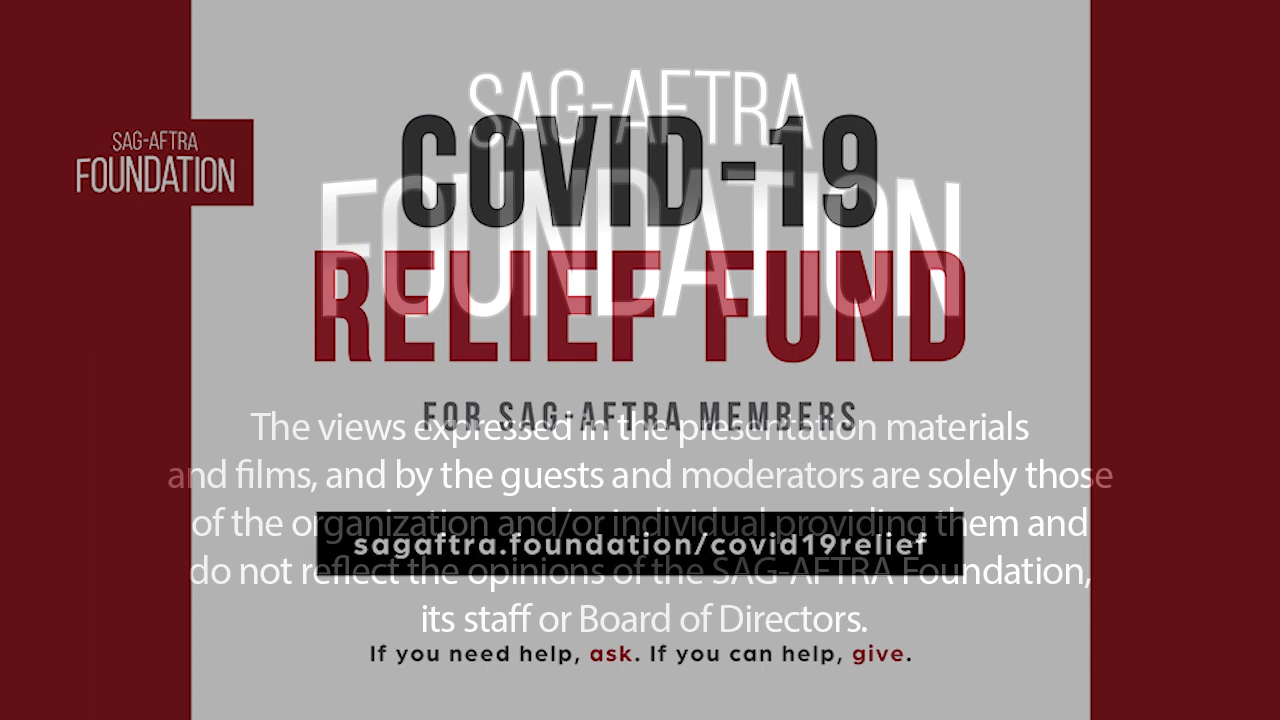 SAG-AFTRA
FOUNDATION
SAG-AFTRA
FOUNDATION
COVID-19
RELIEF FUND
FOR SAG-AFTRA MEMBERS
The views expressed in the presentation materials
and films, and by the guests and moderators are solely those
of the organization and/or individual providing them and
do not reflect the opinions of the SAG-AFTRA Foundation,
its staff or Board of Directors.
sagaftra.foundation/covid19relief
If you need help, ask. If you can help, give.